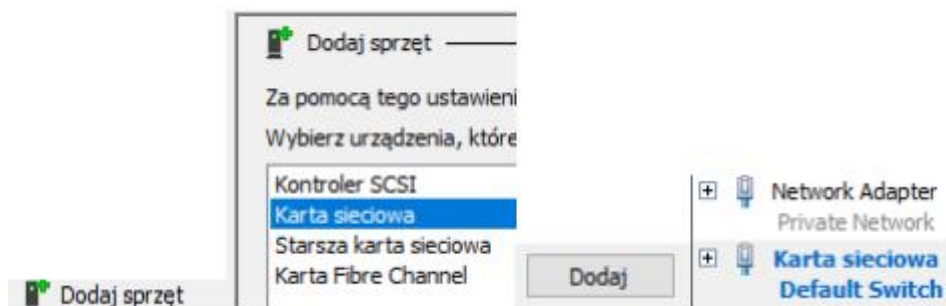 Dodaj sprzęt
Dodaj sprzęt
Za pomocą tego ustawieni
Wybierz urządzenia, które
Kontroler SCSI
Karta sieciowa
Starsza karta sieciowa
Karta Fibre Channel
Dodaj
Network Adapter
Private Network
Karta sieciowa
Default Switch